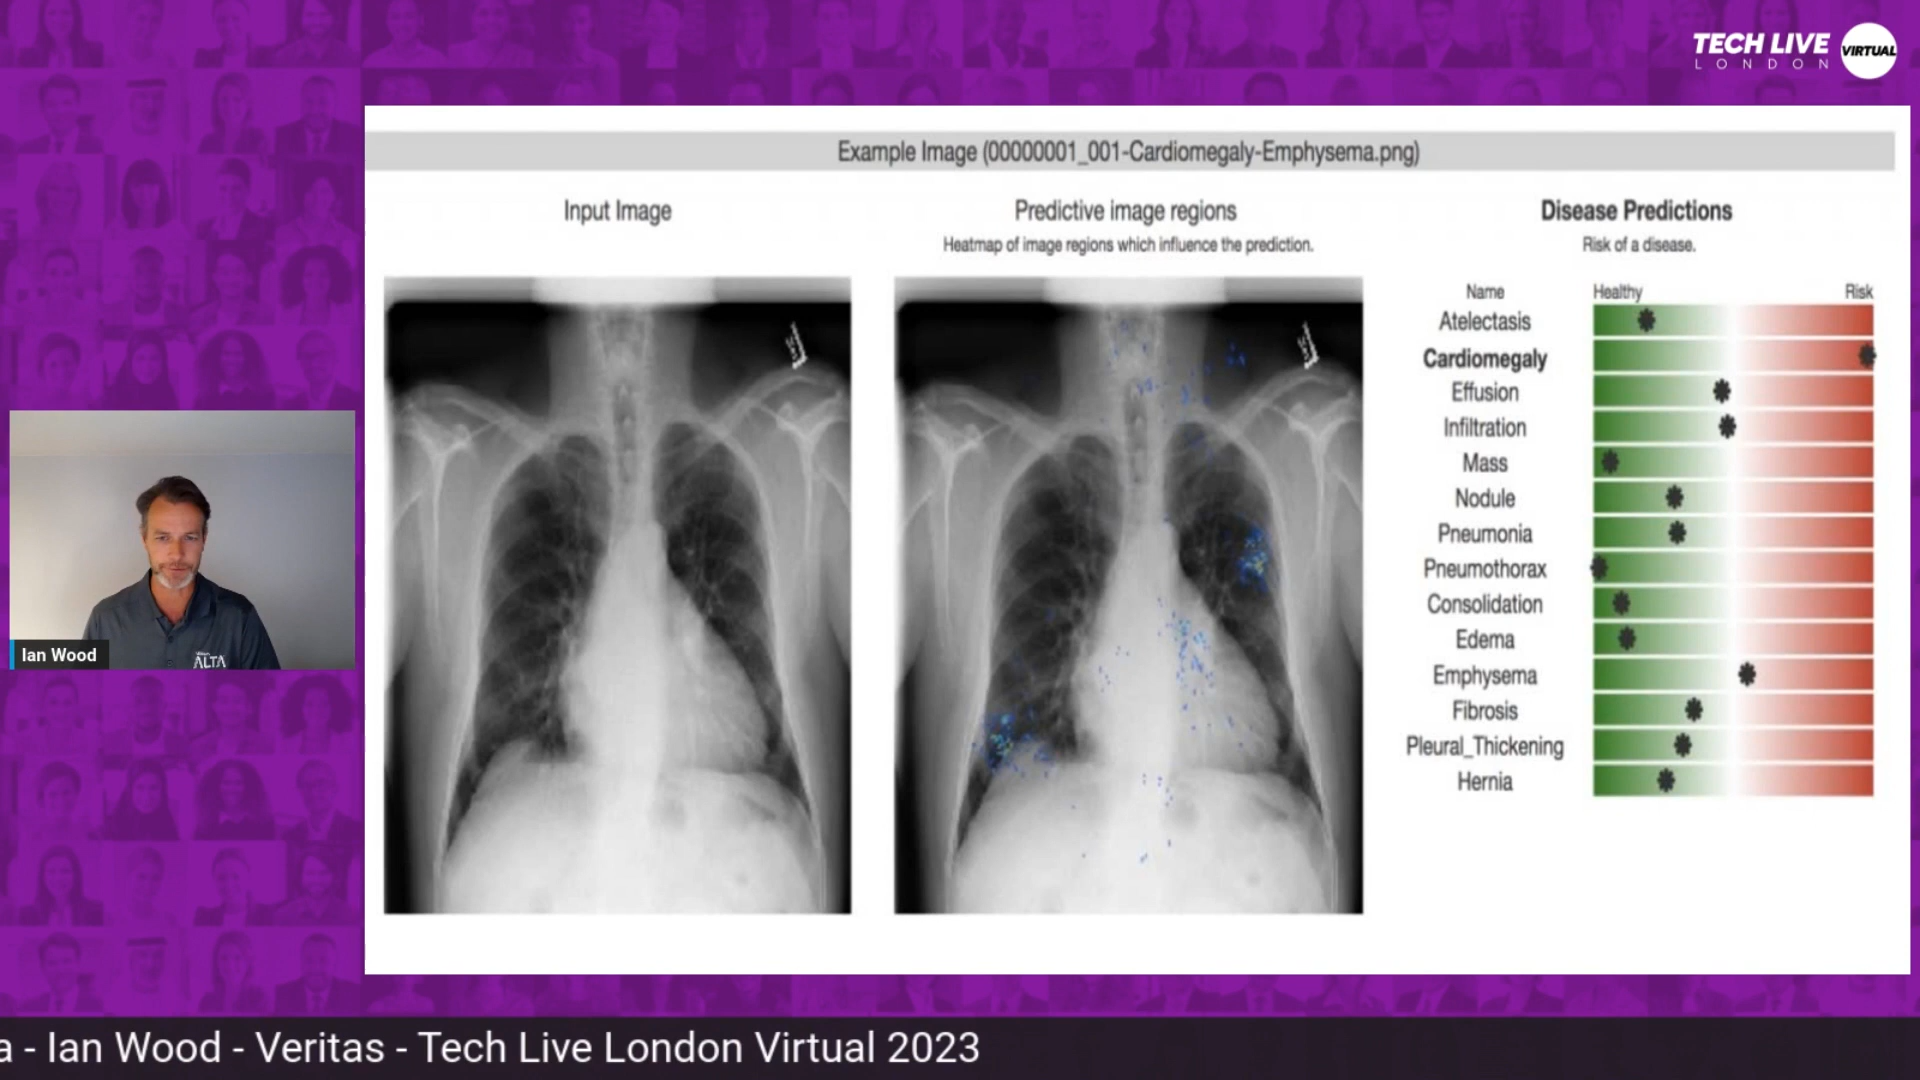 TECH LIVE
LONDON
VIRTUAL
Example Image (00000001_001-Cardiomegaly-Emphysema.png)
Input Image
Predictive image regions
Heatmap of image regions which influence the prediction.
Disease Predictions
Risk of a disease.
Name Healthy Risk
Atelectasis
Cardiomegaly
Effusion
Infiltration
Mass
Nodule
Pneumonia
Pneumothorax
Consolidation
Edema
Emphysema
Fibrosis
Pleural_Thickening
Hernia
Ian Wood
ALTA
a - Ian Wood - Veritas - Tech Live London Virtual 2023